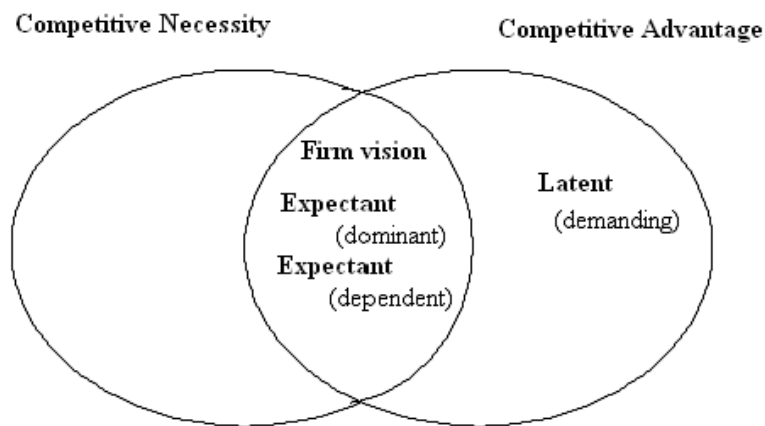 Competitive Necessity
Competitive Advantage
Firm vision
Expectant
(dominant)
Expectant
(dependent)
Latent
(demanding)